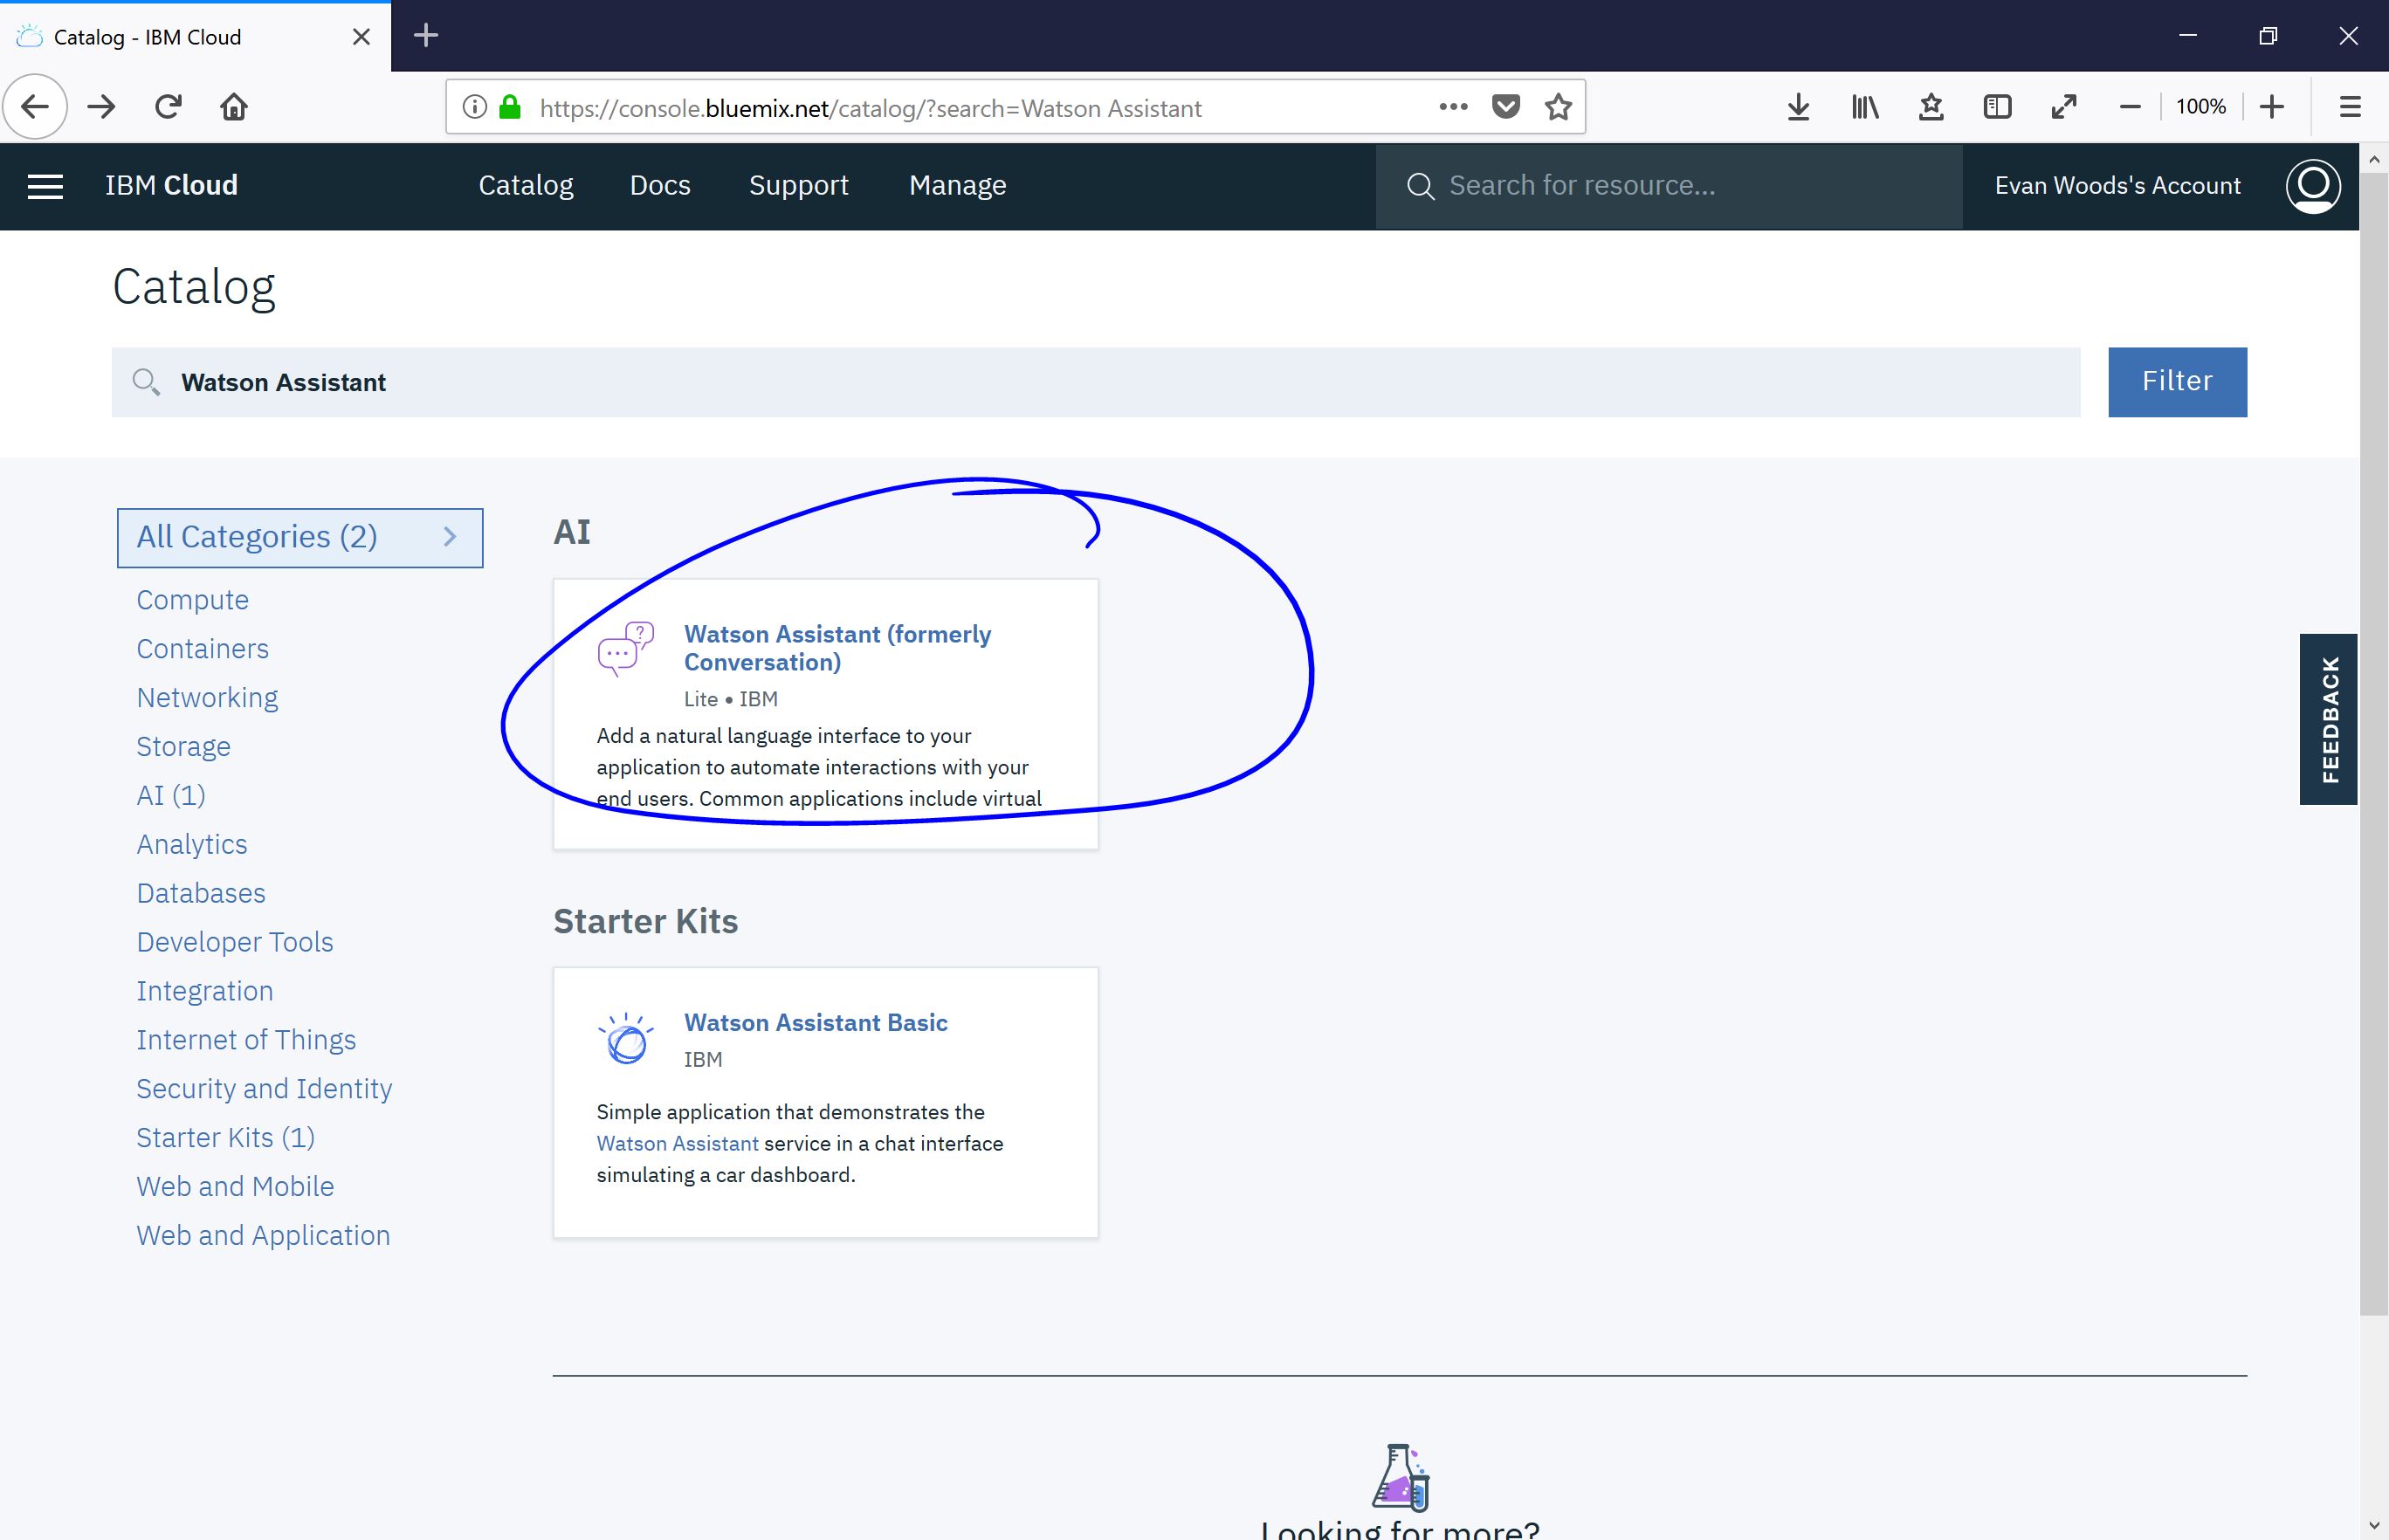 Catalog - IBM Cloud
https://console.bluemix.net/catalog/?search=Watson Assistant
100%
IBM Cloud
Catalog
Docs
Support
Manage
Search for resource...
Evan Woods's Account
Catalog
Watson Assistant
Filter
All Categories (2)
Compute
Containers
Networking
Storage
AI (1)
Analytics
Databases
Developer Tools
Integration
Internet of Things
Security and Identity
Starter Kits (1)
Web and Mobile
Web and Application
AI
?
Watson Assistant (formerly
Conversation)
Lite • IBM
Add a natural language interface to your
application to automate interactions with your
end users. Common applications include virtual
Starter Kits
Watson Assistant Basic
IBM
Simple application that demonstrates the
Watson Assistant service in a chat interface
simulating a car dashboard.
FEEDBACK
Looking for more?